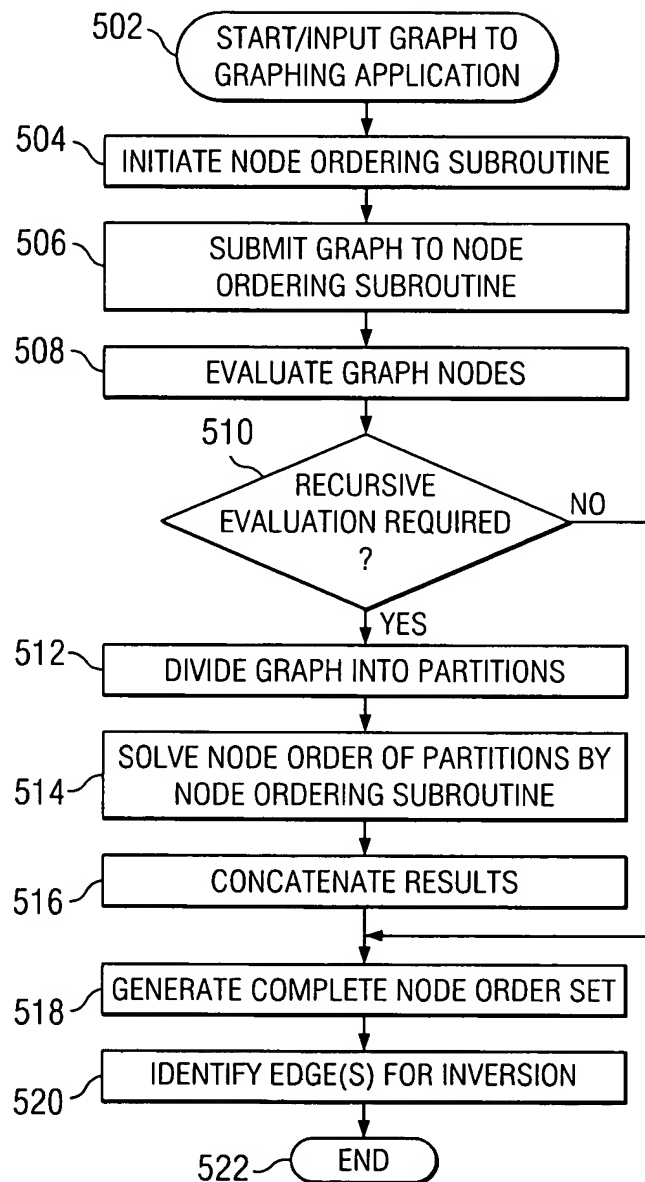 502
START/INPUT GRAPH TO
GRAPHING APPLICATION
504
INITIATE NODE ORDERING SUBROUTINE
506
SUBMIT GRAPH TO NODE
ORDERING SUBROUTINE
508
EVALUATE GRAPH NODES
510
RECURSIVE
EVALUATION REQUIRED
?
NO
YES
512
DIVIDE GRAPH INTO PARTITIONS
514
SOLVE NODE ORDER OF PARTITIONS BY
NODE ORDERING SUBROUTINE
516
CONCATENATE RESULTS
518
GENERATE COMPLETE NODE ORDER SET
520
IDENTIFY EDGE(S) FOR INVERSION
522
END